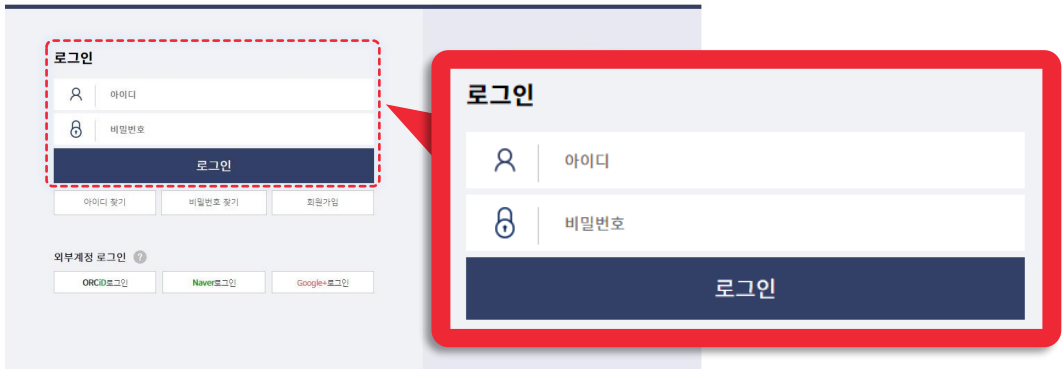 로그인
아이디
비밀번호
로그인
아이디 찾기 비밀번호 찾기 회원가입
외부계정 로그인 ?
ORCiD로그인 Naver로그인 Google+로그인
로그인
아이디
비밀번호
로그인